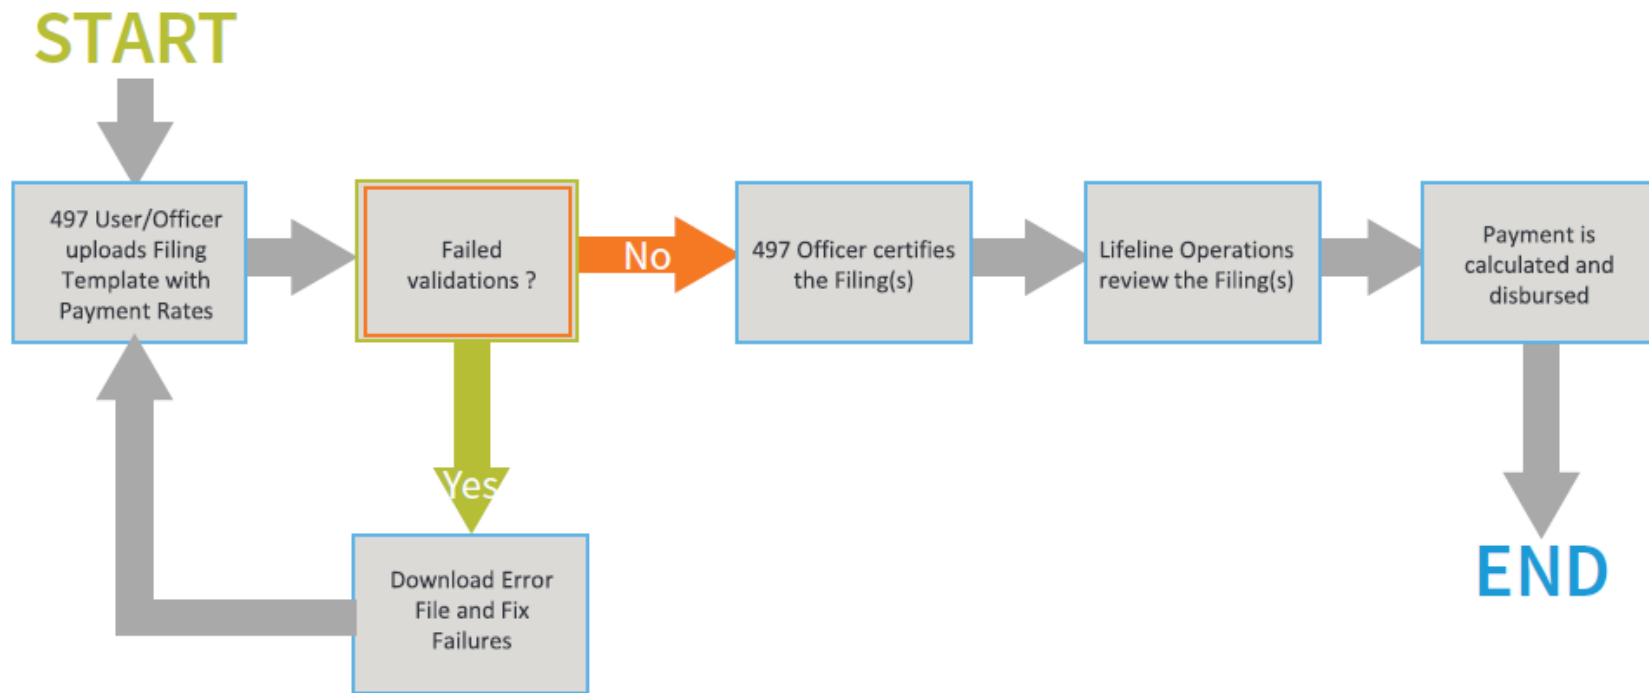 START
497 User/Officer
uploads Filing
Template with
Payment Rates
Failed
validations ?
No
497 Officer certifies
the Filing(s)
Lifeline Operations
review the Filing(s)
Payment is
calculated and
disbursed
Yes
Download Error
File and Fix
Failures
END